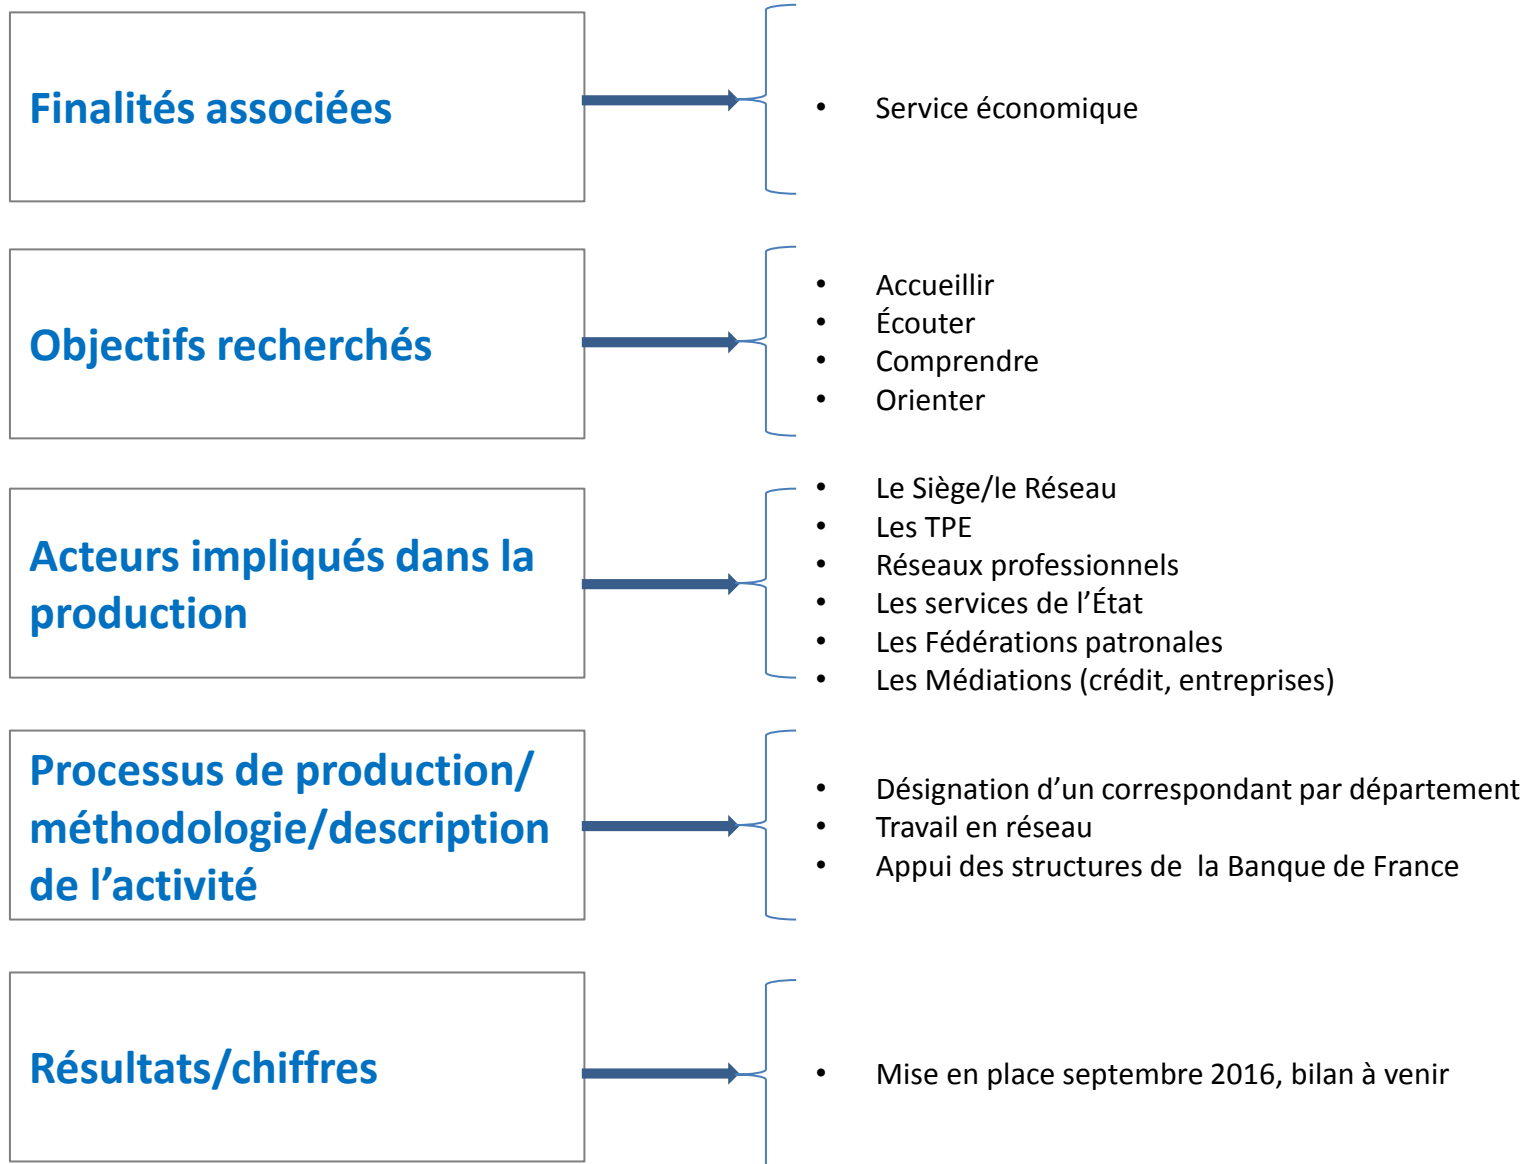 Finalités associées
• Service économique
Objectifs recherchés
• Accueillir
• Écouter
• Comprendre
• Orienter
Acteurs impliqués dans la
production
• Le Siège/le Réseau
• Les TPE
• Réseaux professionnels
• Les services de l’État
• Les Fédérations patronales
• Les Médiations (crédit, entreprises)
Processus de production/
méthodologie/description
de l’activité
• Désignation d’un correspondant par département
• Travail en réseau
• Appui des structures de  la Banque de France
Résultats/chiffres
• Mise en place septembre 2016, bilan à venir